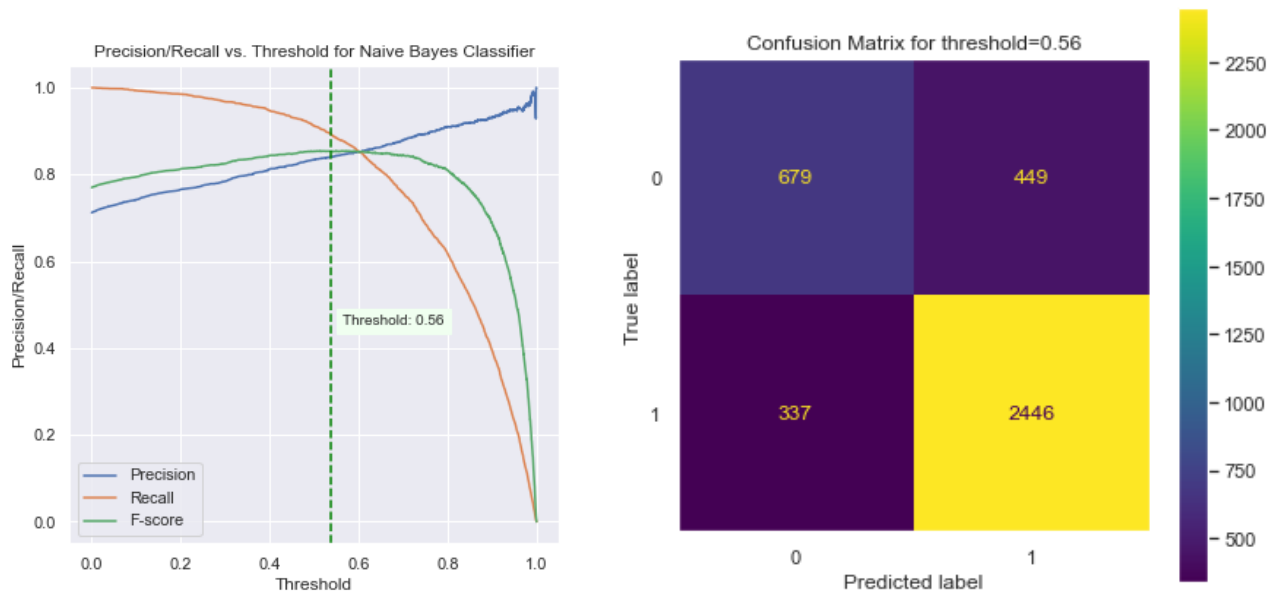 Precision/Recall vs. Threshold for Naive Bayes Classifier
Precision/Recall
1.0
0.8
0.6
0.4
0.2
0.0
Threshold: 0.56
Precision
Recall
F-score
0.0 0.2 0.4 0.6 0.8 1.0
Threshold
Confusion Matrix for threshold=0.56
True label
0
1
679 449
337 2446
0 1
Predicted label
2250
2000
1750
1500
1250
1000
750
500